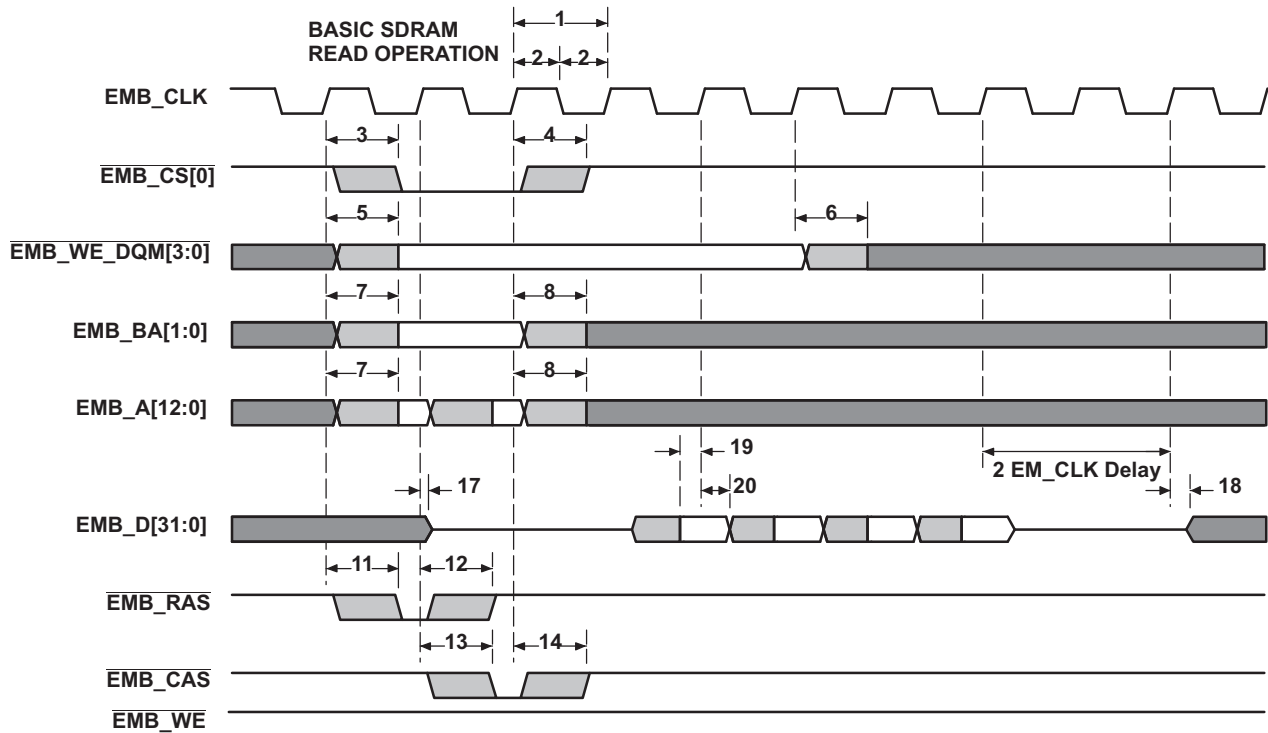 BASIC SDRAM
READ OPERATION
1
2 2
EMB_CLK
3 4
EMB_CS[0]
5 6
EMB_WE_DQM[3:0]
7 8
EMB_BA[1:0]
7 8
EMB_A[12:0]
19
2 EM_CLK Delay
17 20 18
EMB_D[31:0]
11 12
EMB_RAS
13 14
EMB_CAS
EMB_WE